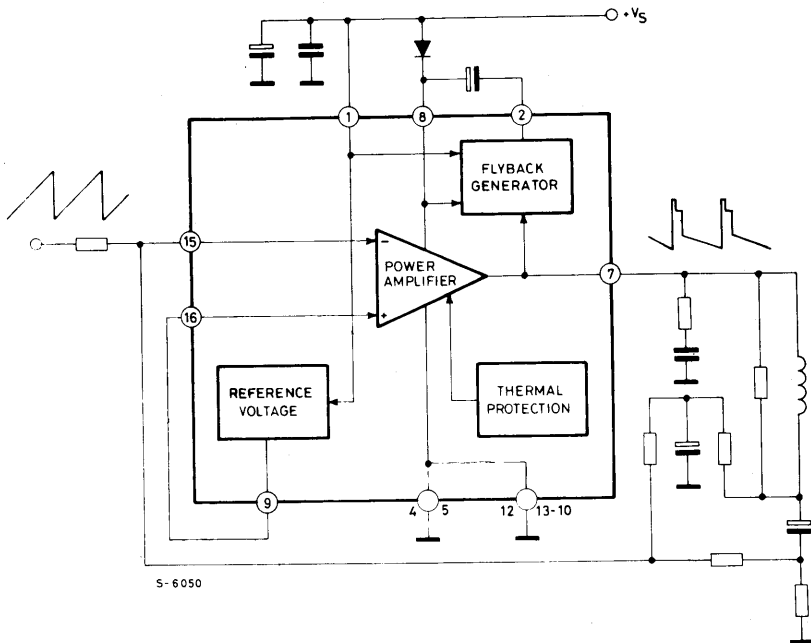 +VS
1
8
2
FLYBACK
GENERATOR
15
-
POWER
AMPLIFIER
7
16
+
REFERENCE
VOLTAGE
THERMAL
PROTECTION
9
4
5
12
13-10
S-6050